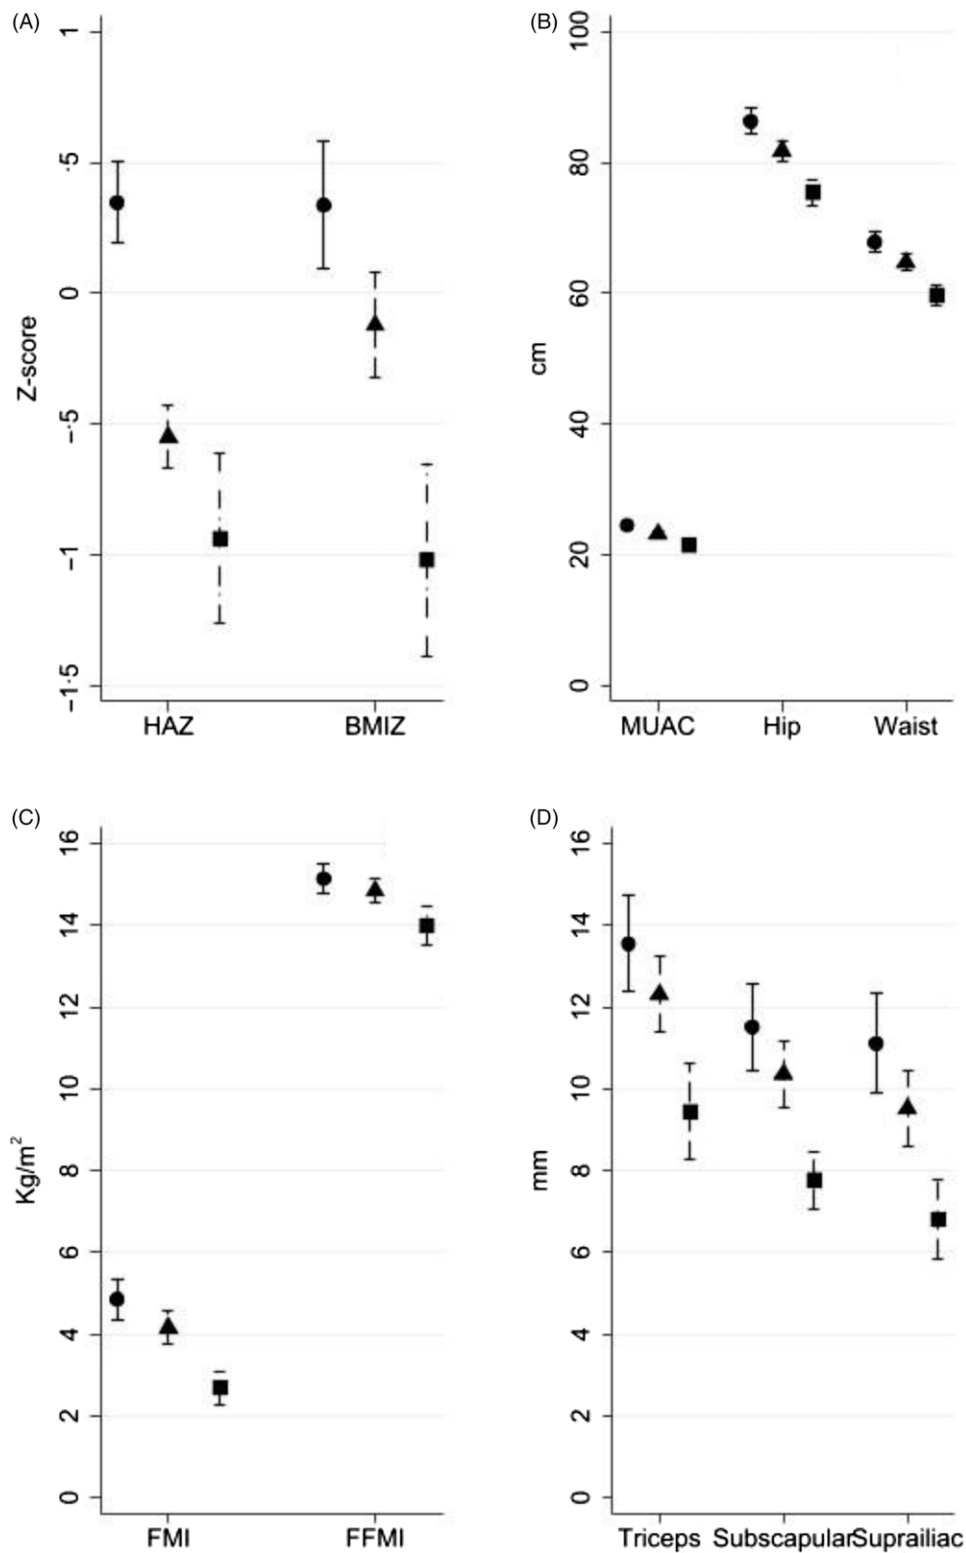 (A)
1
·5
0
−·5
−1
−1·5
Z-score
HAZ BMIZ
(B)
100
80
60
40
20
0
cm
MUAC Hip Waist
(C)
16
14
12
10
8
6
4
2
0
Kg/m²
FMI FFMI
(D)
16
14
12
10
8
6
4
2
0
mm
Triceps Subscapular Suprailiac